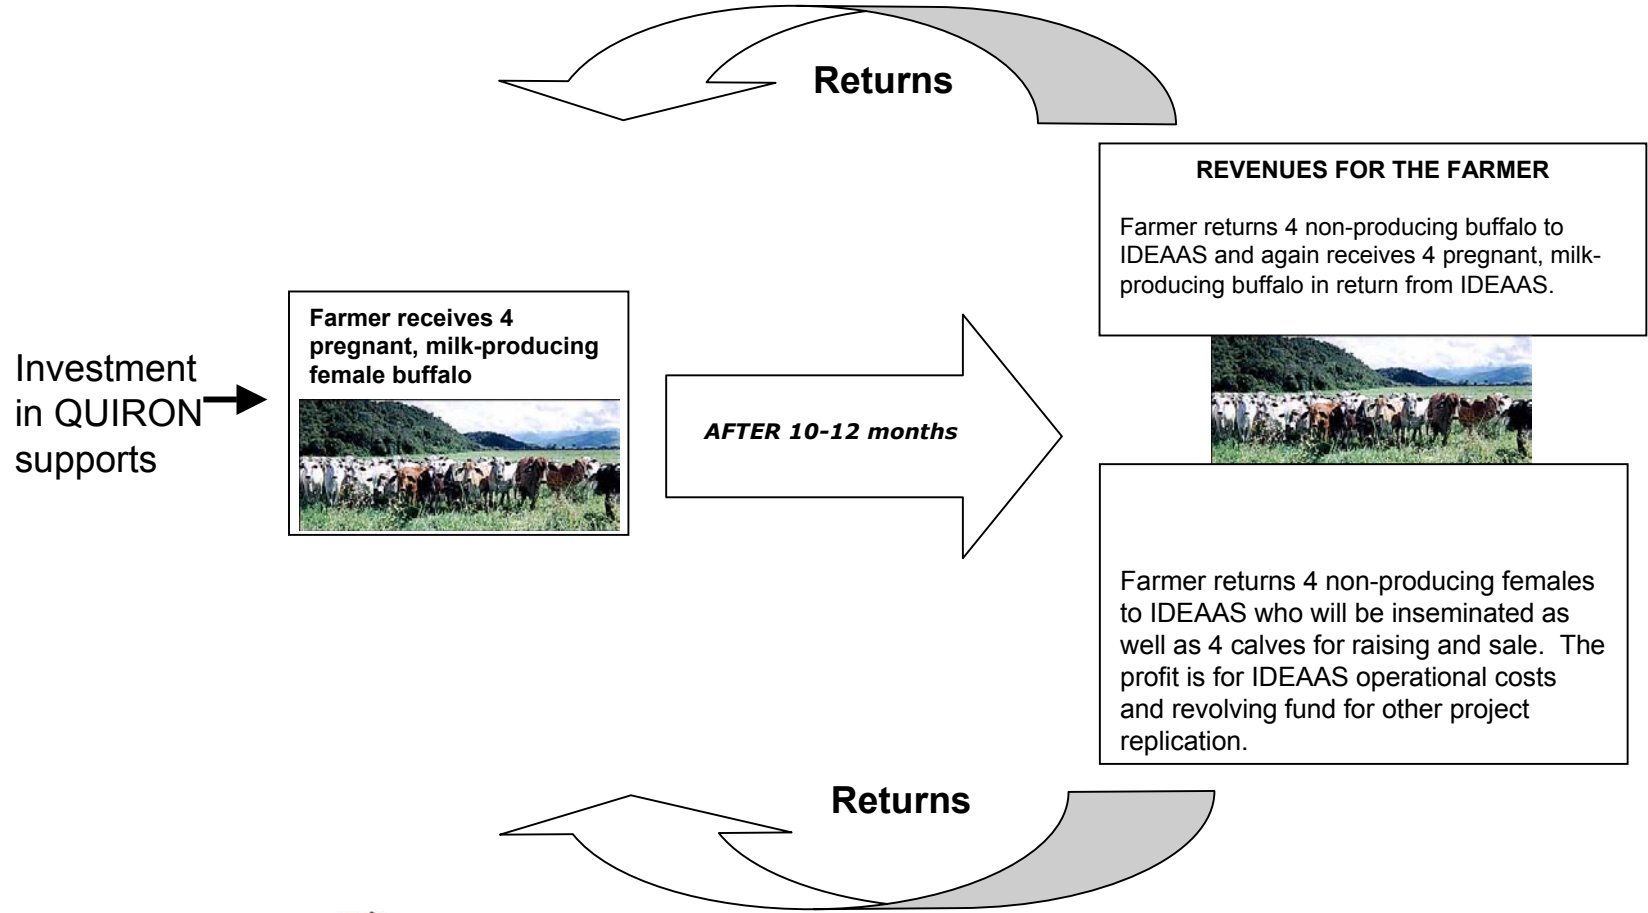 Returns
REVENUES FOR THE FARMER
Farmer returns 4 non-producing buffalo to
IDEAAS and again receives 4 pregnant, milk-
producing buffalo in return from IDEAAS.
Investment
in QUIRON
supports
Farmer receives 4
pregnant, milk-producing
female buffalo
AFTER 10-12 months
Farmer returns 4 non-producing females
to IDEAAS who will be inseminated as
well as 4 calves for raising and sale.  The
profit is for IDEAAS operational costs
and revolving fund for other project
replication.
Returns